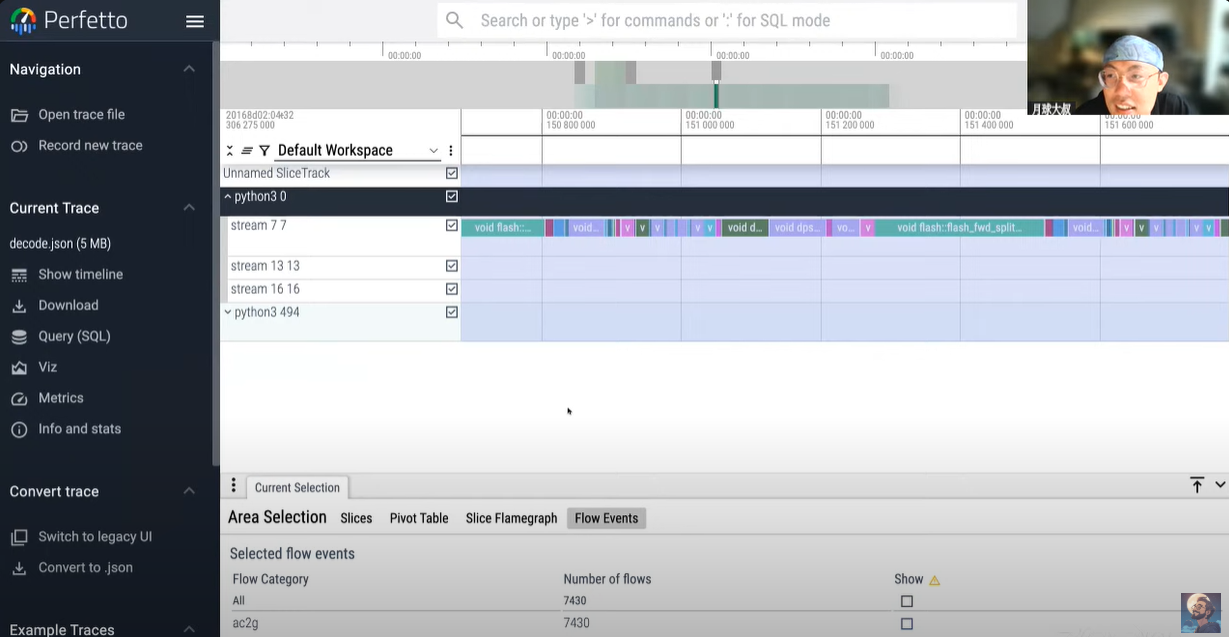 Perfetto
Search or type '>' for commands or ':' for SQL mode
Navigation
Open trace file
Record new trace
Current Trace
decode.json (5 MB)
Show timeline
Download
Query (SQL)
Viz
Metrics
Info and stats
Convert trace
Switch to legacy UI
Convert to .json
Example Traces
00:00:00 00:00:00 00:00:00 00:00:00
月球大叔
20168d02:04:32 00:00:00 00:00:00 00:00:00 00:00:00 00:00:00
306 275 000 150 800 000 151 000 000 151 200 000 151 400 000 151 600 000
Default Workspace
Unnamed SliceTrack
python3 0
stream 7 7 void flash::... void... v v v v v void d... void dps... vo... v void flash::flash_fwd_split... void... v v v v v
stream 13 13
stream 16 16
python3 494
Current Selection
Area Selection Slices Pivot Table Slice Flamegraph Flow Events
Selected flow events
Flow Category Number of flows Show
All 7430
ac2g 7430